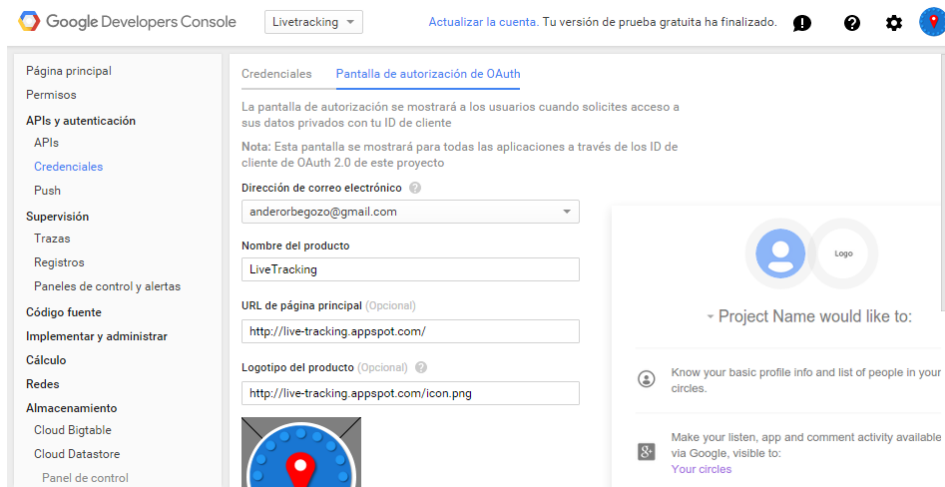 Google Developers Console
Livetracking
Actualizar la cuenta. Tu versión de prueba gratuita ha finalizado.
Página principal
Permisos
APIs y autenticación
APIs
Credenciales
Push
Supervisión
Trazas
Registros
Paneles de control y alertas
Código fuente
Implementar y administrar
Cálculo
Redes
Almacenamiento
Cloud Bigtable
Cloud Datastore
Panel de control
Credenciales
Pantalla de autorización de OAuth
La pantalla de autorización se mostrará a los usuarios cuando solicites acceso a
sus datos privados con tu ID de cliente
Nota: Esta pantalla se mostrará para todas las aplicaciones a través de los ID de
cliente de OAuth 2.0 de este proyecto
Dirección de correo electrónico
anderorbegozo@gmail.com
Nombre del producto
LiveTracking
URL de página principal (Opcional)
http://live-tracking.appspot.com/
Logotipo del producto (Opcional)
http://live-tracking.appspot.com/icon.png
Logo
Project Name would like to:
Know your basic profile info and list of people in your
circles.
8+
Make your listen, app and comment activity available
via Google, visible to:
Your circles